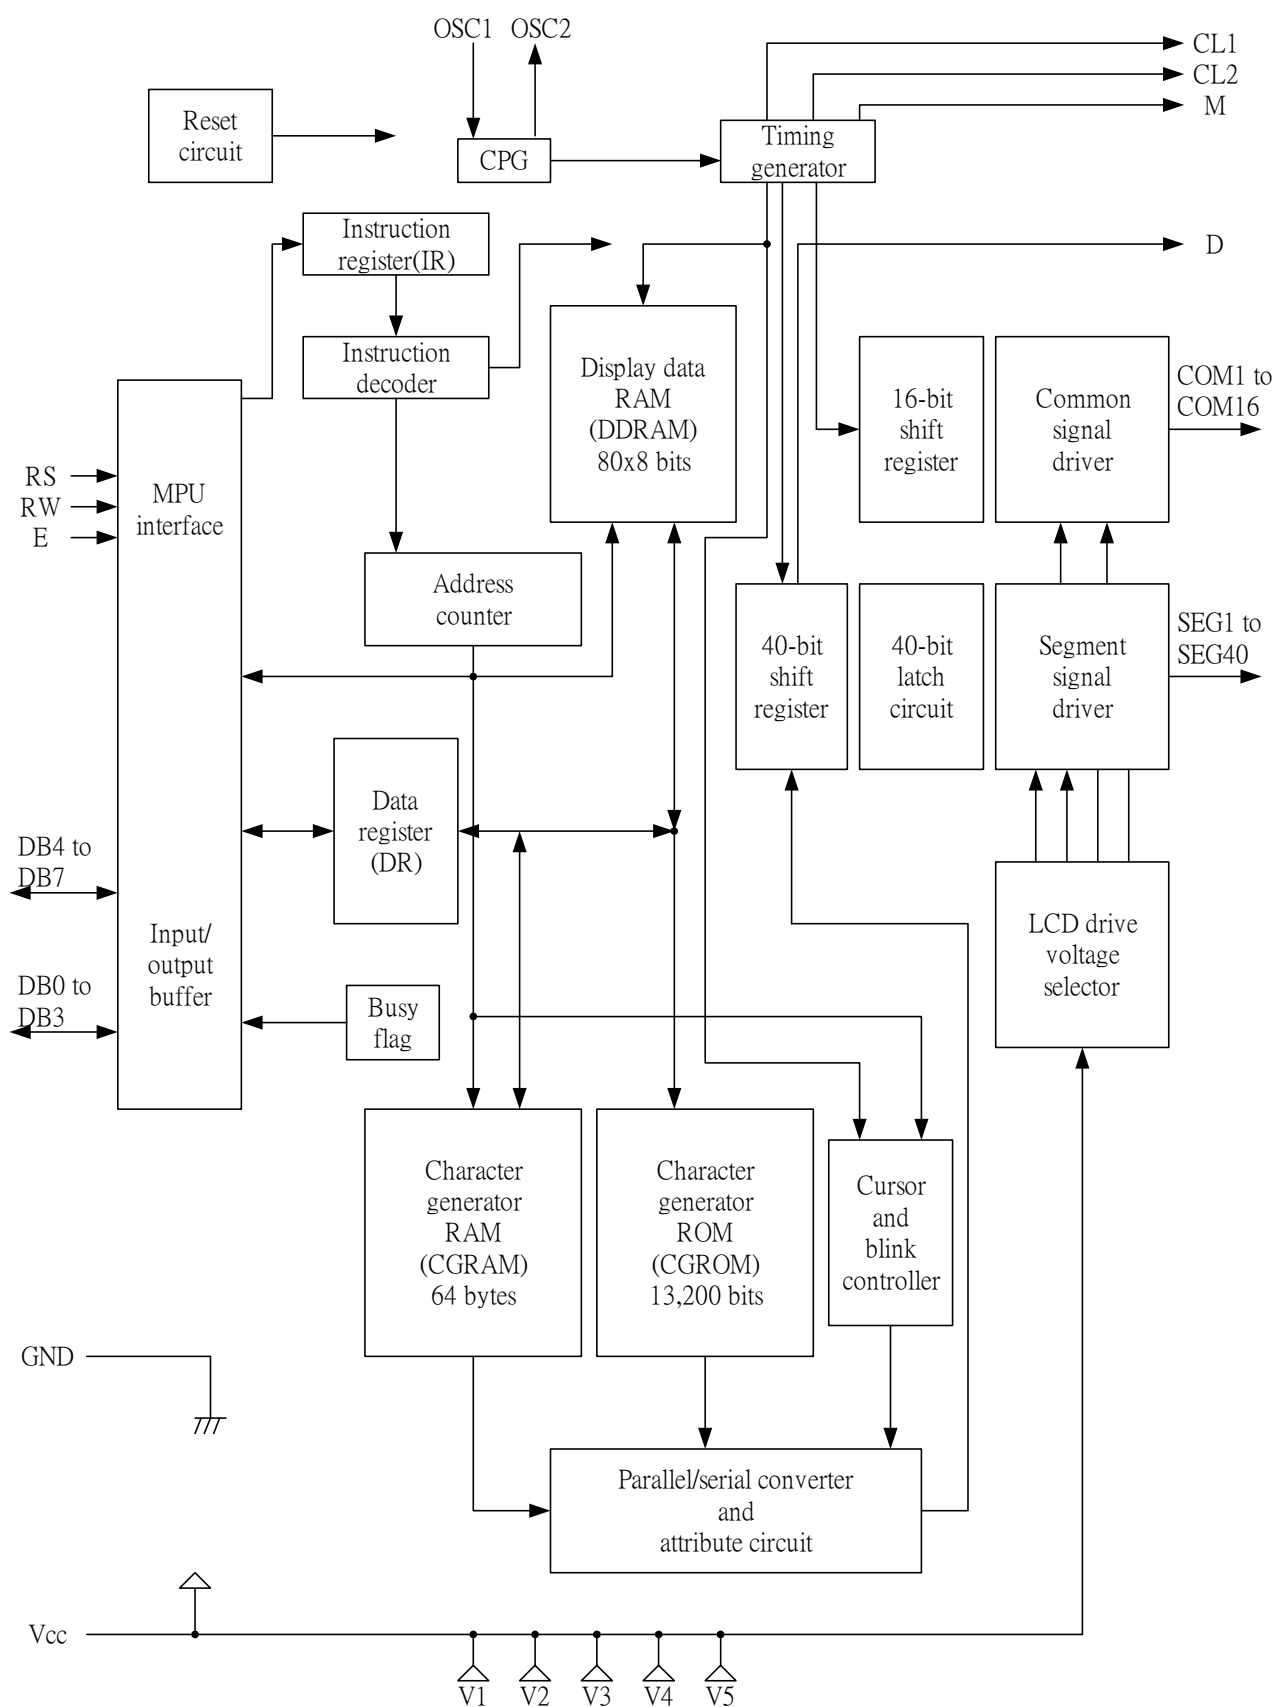 OSC1 OSC2
CL1
CL2
M
Reset
circuit
CPG
Timing
generator
Instruction
register(IR)
D
Instruction
decoder
Display data
RAM
(DDRAM)
80x8 bits
16-bit
shift
register
Common
signal
driver
COM1 to
COM16
RS
RW
E
MPU
interface
Address
counter
40-bit
shift
register
40-bit
latch
circuit
Segment
signal
driver
SEG1 to
SEG40
Data
register
(DR)
DB4 to
DB7
Input/
output
buffer
LCD drive
voltage
selector
DB0 to
DB3
Busy
flag
Character
generator
RAM
(CGRAM)
64 bytes
Character
generator
ROM
(CGROM)
13,200 bits
Cursor
and
blink
controller
GND
Parallel/serial converter
and
attribute circuit
Vcc
V1 V2 V3 V4 V5